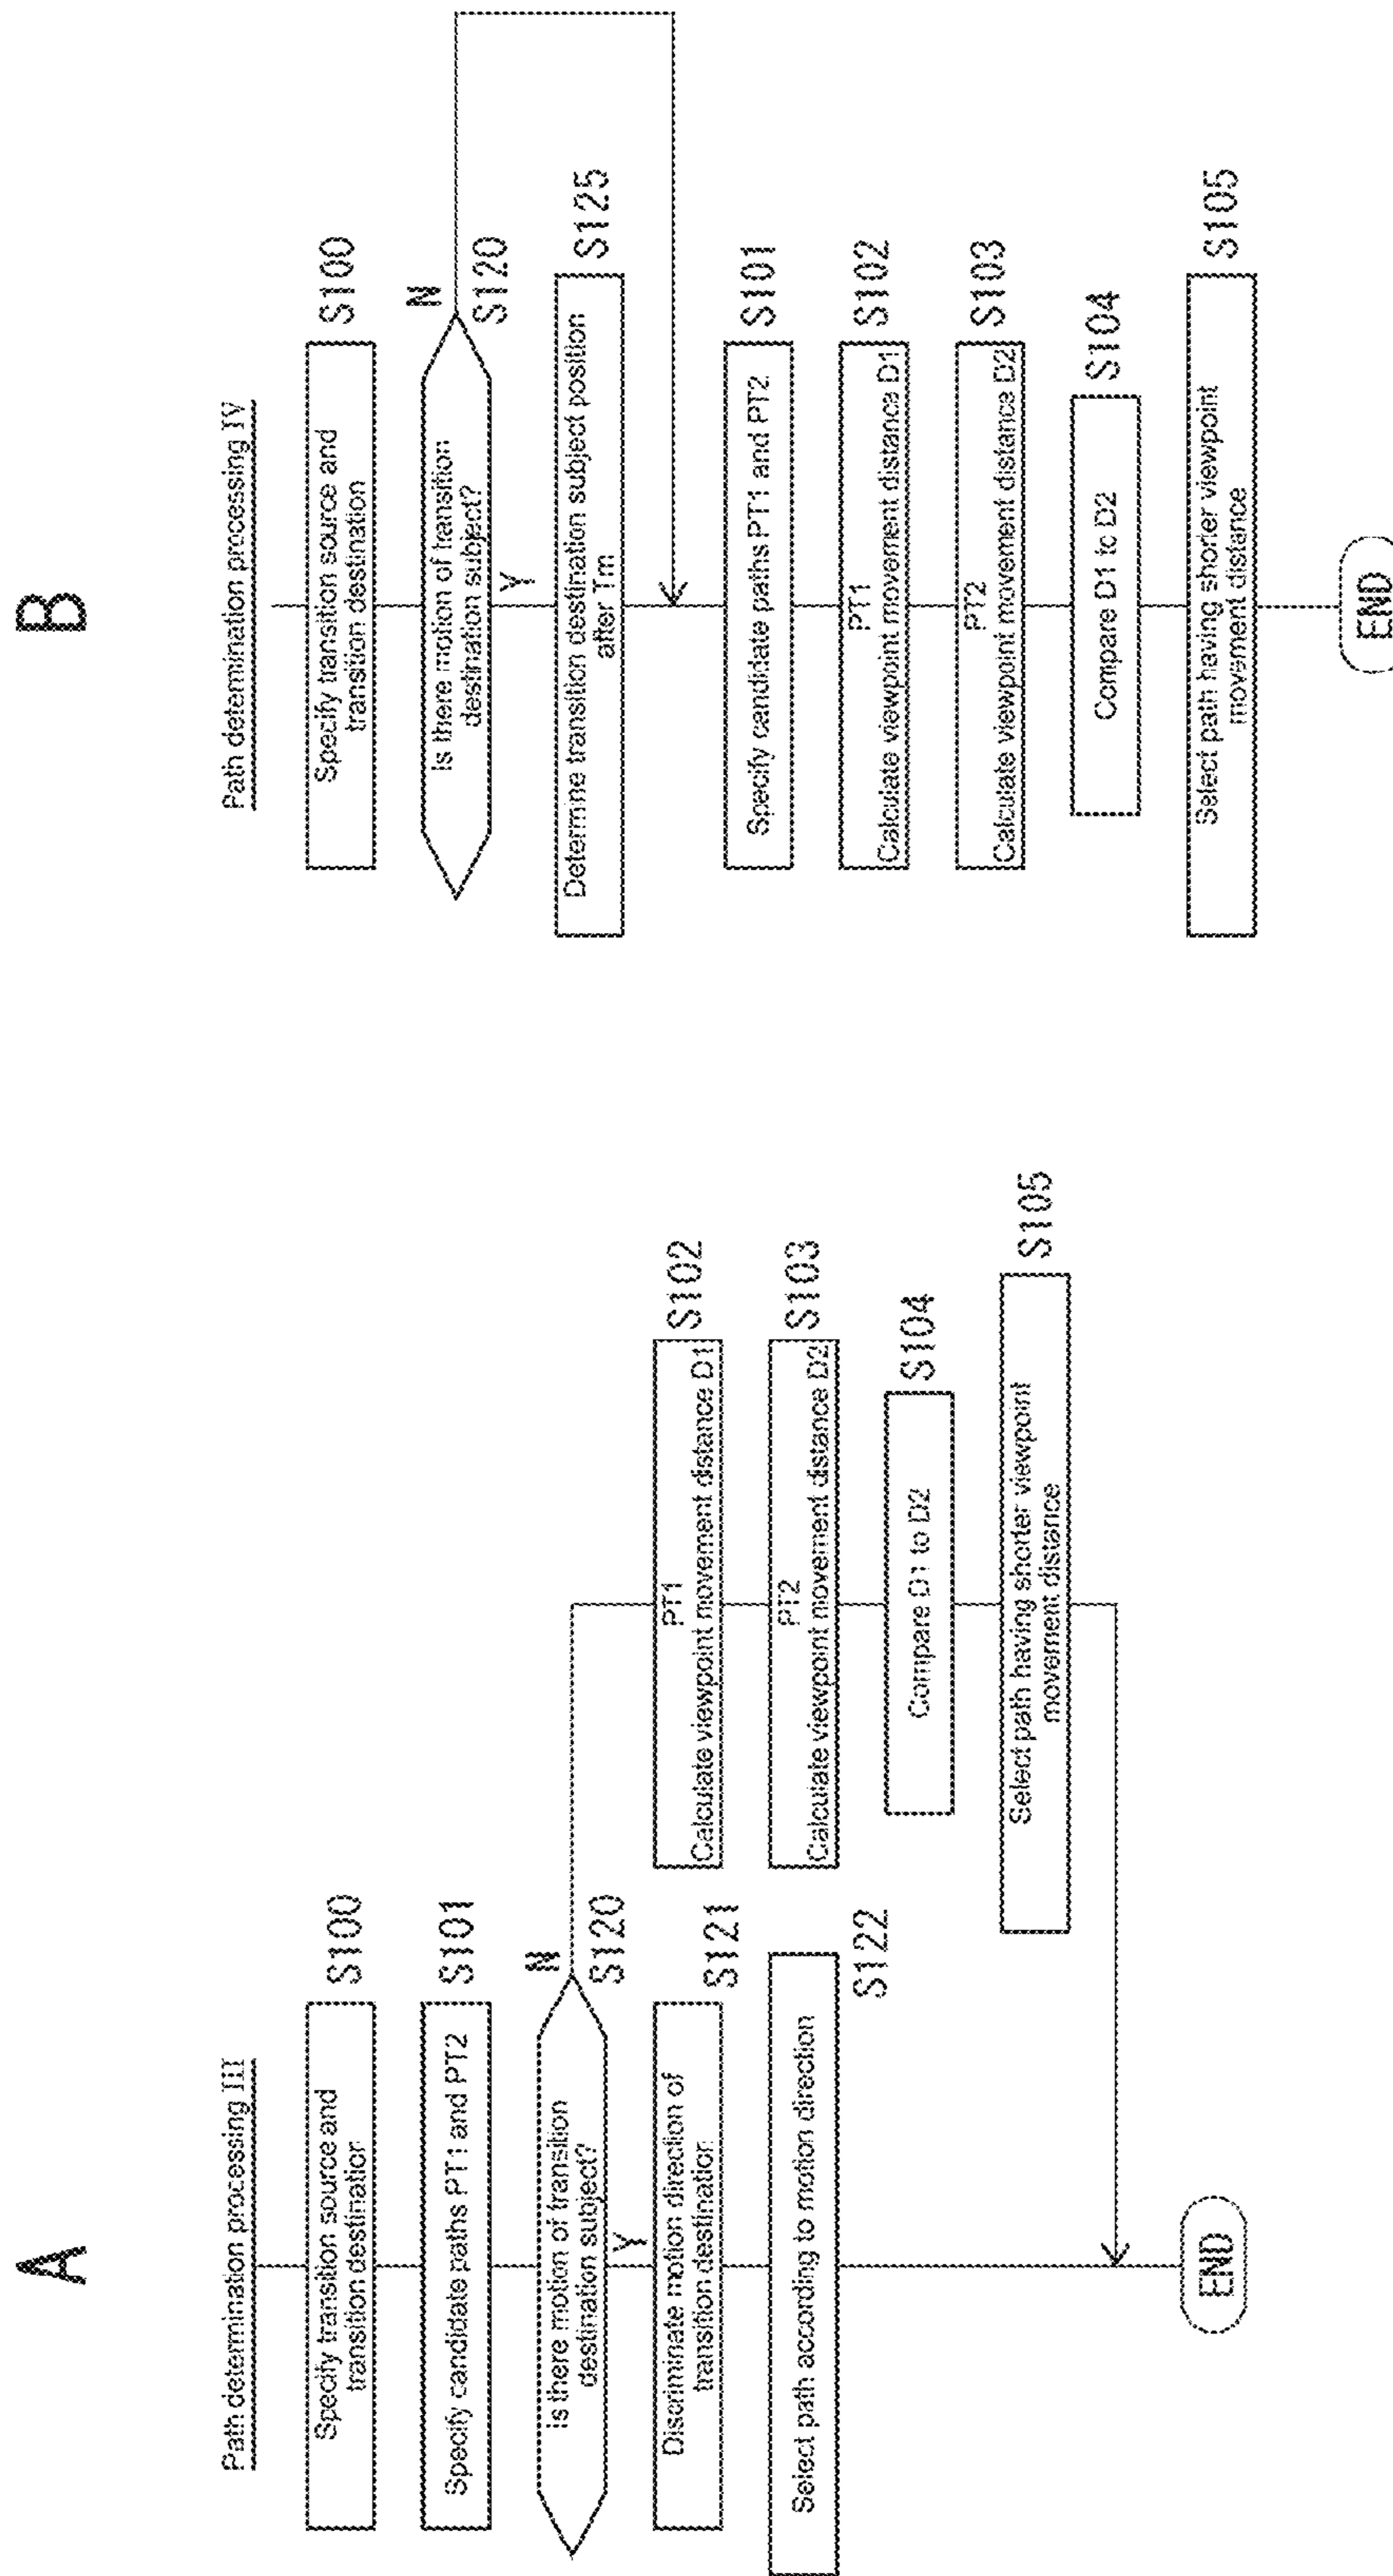 A
Path determination processing III
Specify transition source and
transition destination
S100
Specify candidate paths PT1 and PT2
S101
Is there motion of transition
destination subject?
N
S120
Y
Discriminate motion direction of
transition destination
S121
Select path according to motion direction
S122
PT1
Calculate viewpoint movement distance D1
S102
PT2
Calculate viewpoint movement distance D2
S103
Compare D1 to D2
S104
Select path having shorter viewpoint
movement distance
S105
END
B
Path determination processing IV
Specify transition source and
transition destination
S100
Is there motion of transition
destination subject?
N
S120
Y
Determine transition destination subject position
after Tm
S125
Specify candidate paths PT1 and PT2
S101
PT1
Calculate viewpoint movement distance D1
S102
PT2
Calculate viewpoint movement distance D2
S103
Compare D1 to D2
S104
Select path having shorter viewpoint
movement distance
S105
END